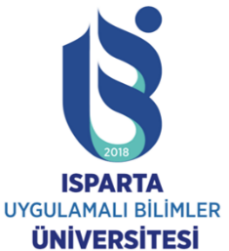 2018
ISPARTA
UYGULAMALI BİLİMLER
ÜNİVERSİTESİ